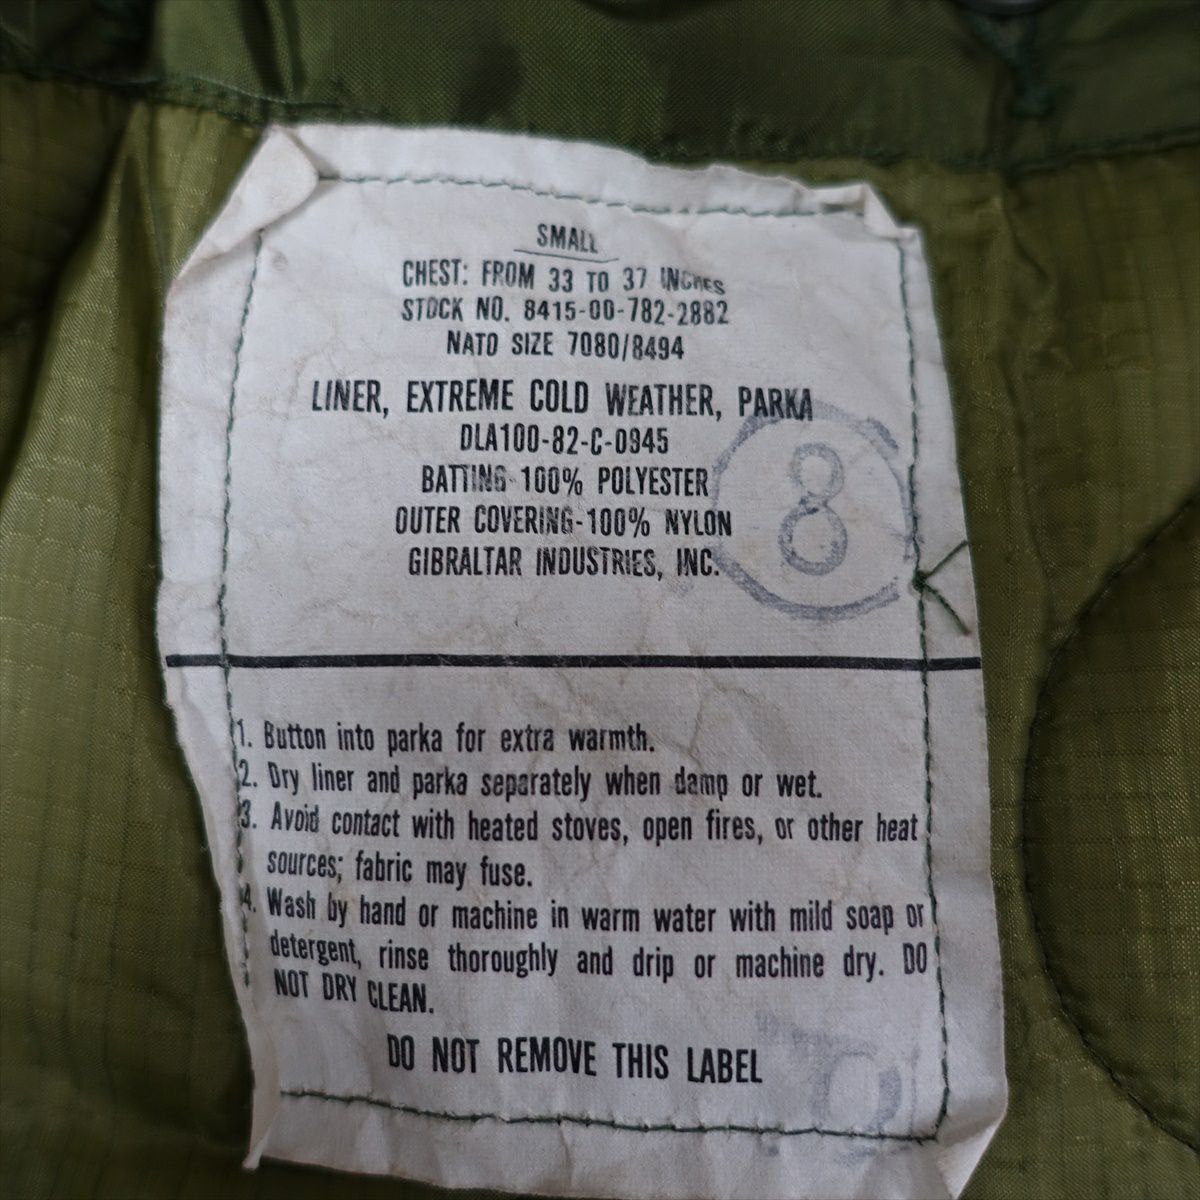 SMALL
CHEST: FROM 33 TO 37 INCHES
STOCK NO. 8415-00-782-2882
NATO SIZE 7080/8494
LINER, EXTREME COLD WEATHER, PARKA
DLA100-82-C-0945
BATTING-100% POLYESTER
OUTER COVERING-100% NYLON
GIBRALTAR INDUSTRIES, INC.
8
1. Button into parka for extra warmth.
2. Dry liner and parka separately when damp or wet.
3. Avoid contact with heated stoves, open fires, or other heat
sources; fabric may fuse.
4. Wash by hand or machine in warm water with mild soap or
detergent, rinse thoroughly and drip or machine dry. DO
NOT DRY CLEAN.
DO NOT REMOVE THIS LABEL